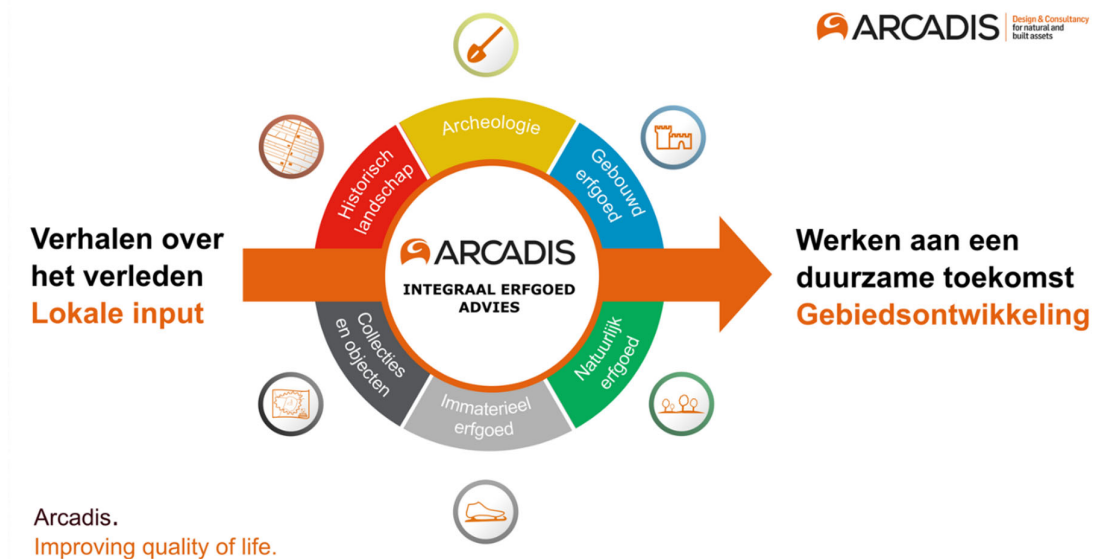 ARCADIS
Design & Consultancy
for natural and
built assets
Archeologie
Historisch
landschap
Gebouwd
erfgoed
Verhalen over
het verleden
Lokale input
ARCADIS
INTEGRAAL ERFGOED
ADVIES
Werken aan een
duurzame toekomst
Gebiedsontwikkeling
Collecties
en objecten
Natuurlijk
erfgoed
Immaterieel
erfgoed
Arcadis.
Improving quality of life.